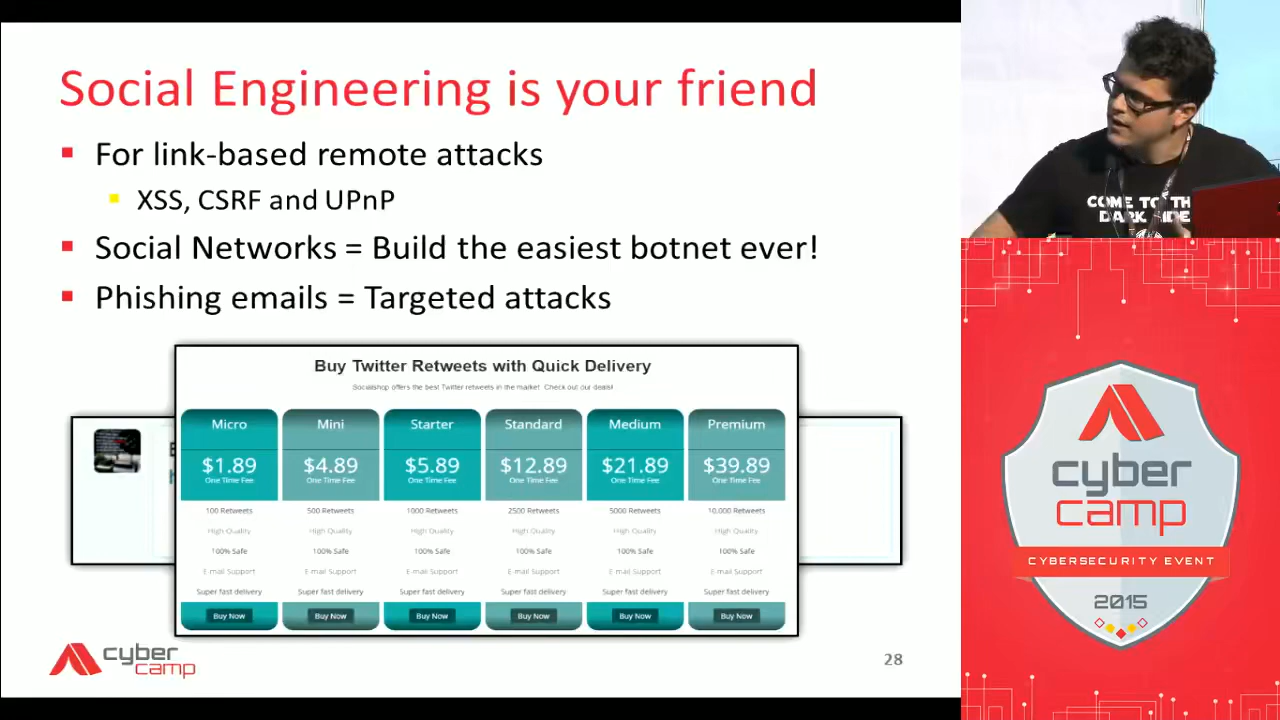 Social Engineering is your friend
For link-based remote attacks
XSS, CSRF and UPnP
Social Networks = Build the easiest botnet ever!
Phishing emails = Targeted attacks
Buy Twitter Retweets with Quick Delivery
Socialshop offers the best Twitter retweets in the market. Check out our deals!
Micro Mini Starter Standard Medium Premium
$1.89 $4.89 $5.89 $12.89 $21.89 $39.89
One Time Fee One Time Fee One Time Fee One Time Fee One Time Fee One Time Fee
100 Retweets 500 Retweets 1000 Retweets 2500 Retweets 5000 Retweets 10.000 Retweets
High Quality High Quality High Quality High Quality High Quality High Quality
100% Safe 100% Safe 100% Safe 100% Safe 100% Safe 100% Safe
E-mail Support E-mail Support E-mail Support E-mail Support E-mail Support E-mail Support
Super fast delivery Super fast delivery Super fast delivery Super fast delivery Super fast delivery Super fast delivery
Buy Now Buy Now Buy Now Buy Now Buy Now Buy Now
cyber
camp
28
COME TO TH
DARK SIDE
cyber
camp
CYBERSECURITY EVENT
2015